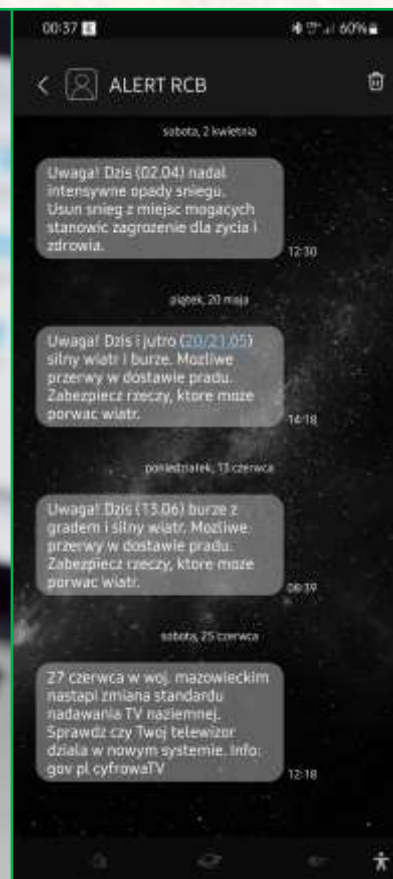 00:37
60%
ALERT RCB
sobota, 2 kwietnia
Uwaga! Dzis (02.04) nadal
intensywne opady sniegu.
Usun snieg z miejsc mogacych
stanowic zagrozenie dla zycia i
zdrowia.
12:30
piątek, 20 maja
Uwaga! Dzis i jutro (20/21.05)
silny wiatr i burze. Mozliwe
przerwy w dostawie pradu.
Zabezpiecz rzeczy, ktore moze
porwac wiatr.
14:18
poniedziałek, 13 czerwca
Uwaga! Dzis (13.06) burze z
gradem i silny wiatr. Mozliwe
przerwy w dostawie pradu.
Zabezpiecz rzeczy, ktore moze
porwac wiatr.
08:39
sobota, 25 czerwca
27 czerwca w woj. mazowieckim
nastapi zmiana standardu
nadawania TV naziemnej.
Sprawdz czy Twoj telewizor
dziala w nowym systemie. Info:
gov pl cyfrowaTV
12:18